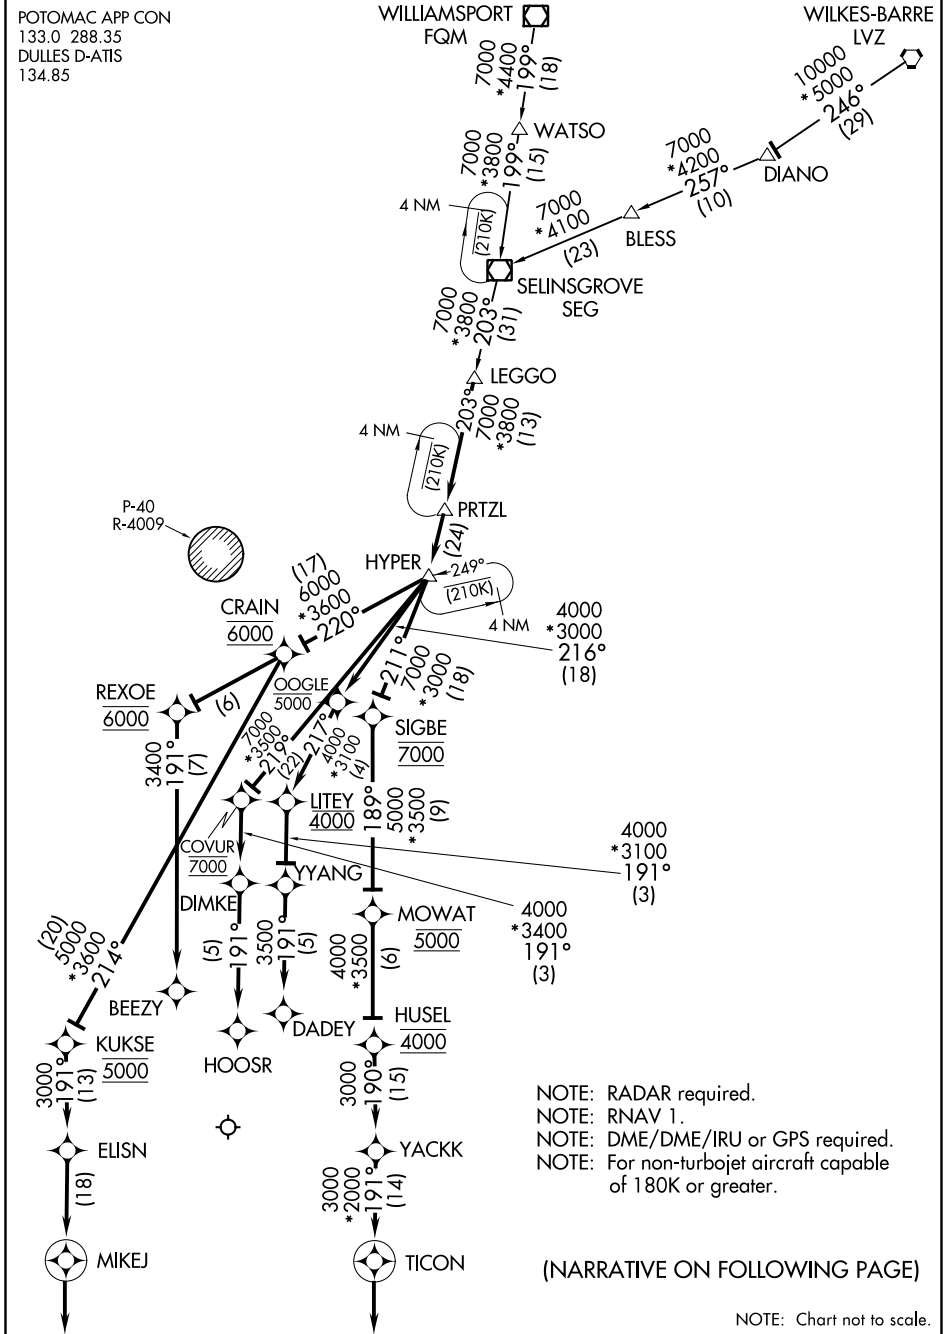 POTOMAC APP CON
133.0 288.35
DULLES D-ATIS
134.85
WILLIAMSPORT
FQM
WILKES-BARRE
LVZ
7000
*4400
199°
(18)
10000
*5000
246°
(29)
WATSO
7000
*3800
199°
(15)
DIANO
7000
*4200
257°
(10)
BLESS
7000
*4100
(23)
4 NM
(210K)
SELINSGROVE
SEG
7000
*3800
203°
(31)
LEGGO
203°
7000
*3800
(13)
4 NM
(210K)
PRTZL
(24)
P-40
R-4009
HYPER
249°
(210K)
4 NM
(17)
6000
*3600
220°
CRAIN
6000
4000
*3000
216°
(18)
211°
7000
*3000
(18)
REXOE
6000
(6)
OOGLE
5000
SIGBE
7000
7000
*3500
219°
(22)
217°
4000
*3100
(4)
3400
191°
(7)
LITEY
4000
189°
5000
*3500
(9)
COVUR
7000
4000
*3100
191°
(3)
YYANG
DIMKE
4000
*3400
191°
(3)
MOWAT
5000
(20)
5000
*3600
214°
(5)
191°
3500
191°
(5)
4000
*3500
(6)
BEEZY
DADEY
HUSEL
4000
HOOSR
KUKSE
5000
3000
191°
(13)
3000
190°
(15)
NOTE: RADAR required.
NOTE: RNAV 1.
NOTE: DME/DME/IRU or GPS required.
NOTE: For non-turbojet aircraft capable
of 180K or greater.
ELISN
YACKK
(18)
3000
*2000
191°
(14)
MIKEJ
TICON
(NARRATIVE ON FOLLOWING PAGE)
NOTE: Chart not to scale.